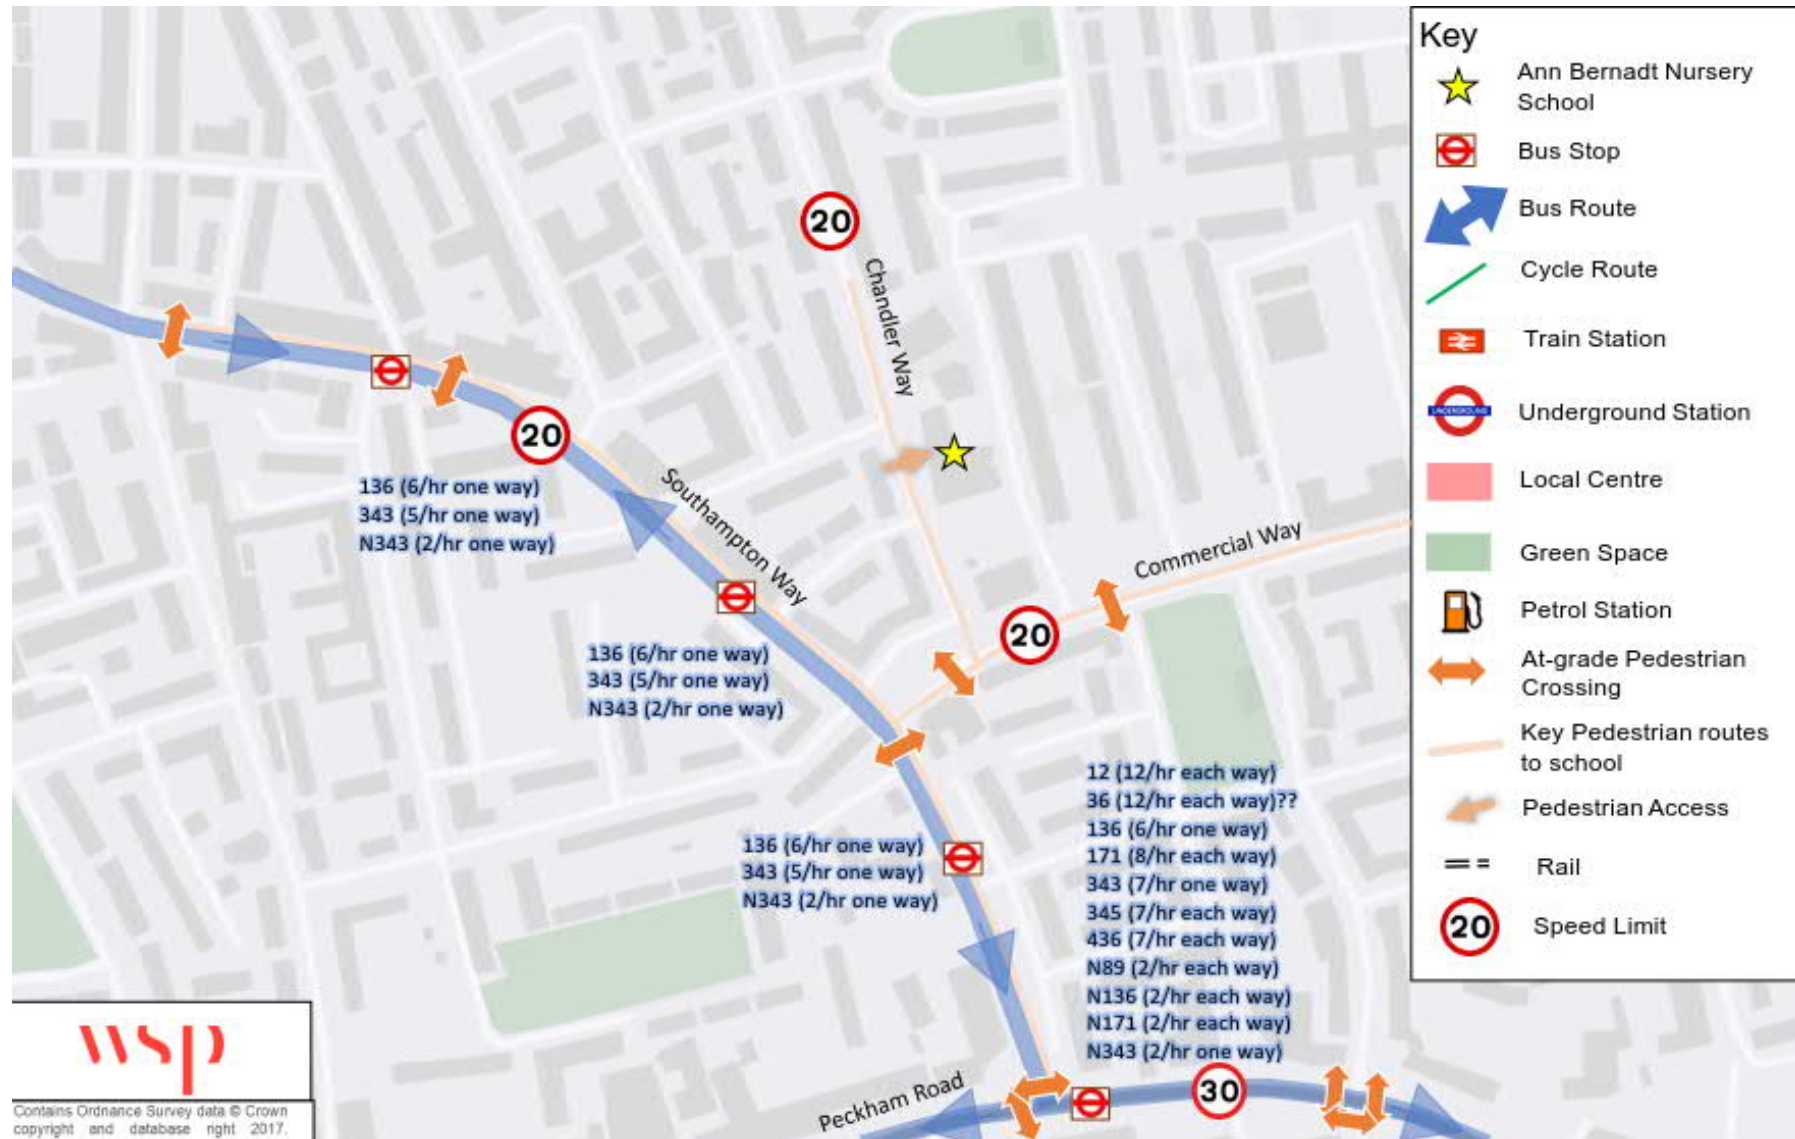 Key
Ann Bernadt Nursery
School
Bus Stop
Bus Route
Cycle Route
Train Station
UNDERGROUND
Underground Station
Local Centre
Green Space
Petrol Station
At-grade Pedestrian
Crossing
Key Pedestrian routes
to school
Pedestrian Access
Rail
20
Speed Limit
20
Chandler Way
20
136 (6/hr one way)
343 (5/hr one way)
N343 (2/hr one way)
Southampton Way
Commercial Way
20
136 (6/hr one way)
343 (5/hr one way)
N343 (2/hr one way)
136 (6/hr one way)
343 (5/hr one way)
N343 (2/hr one way)
12 (12/hr each way)
36 (12/hr each way)??
136 (6/hr one way)
171 (8/hr each way)
343 (7/hr one way)
345 (7/hr each way)
436 (7/hr each way)
N89 (2/hr each way)
N136 (2/hr each way)
N171 (2/hr each way)
N343 (2/hr one way)
30
Peckham Road
wsp
Contains Ordnance Survey data © Crown
copyright and database right 2017.